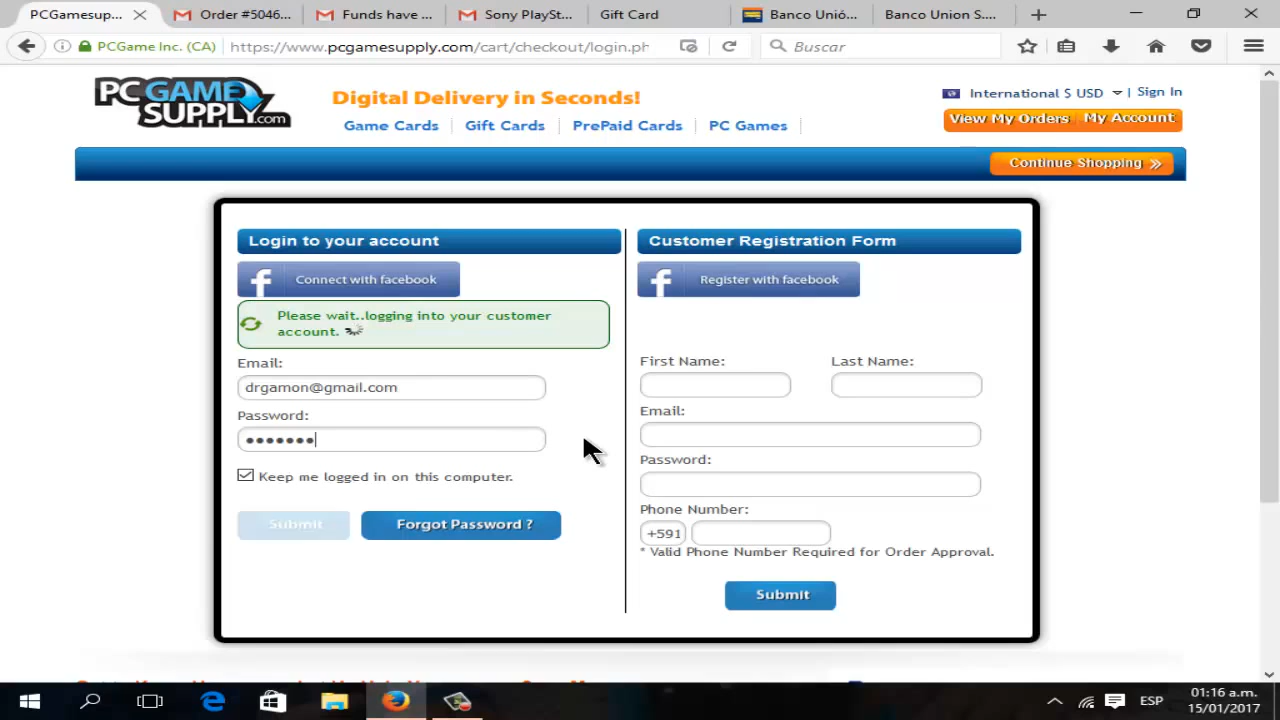 PCGamesupp...
Order #5046...
Funds have ...
Sony PlaySt...
Gift Card
Banco Unió...
Banco Union S....
PCGame Inc. (CA)
https://www.pcgamesupply.com/cart/checkout/login.ph
Buscar
PC GAME SUPPLY.com
Digital Delivery in Seconds!
International $ USD
| Sign In
Game Cards
Gift Cards
PrePaid Cards
PC Games
View My Orders
My Account
Continue Shopping
Login to your account
Connect with facebook
Please wait..logging into your customer
account.
Email:
drgamon@gmail.com
Password:
•••••••
Keep me logged in on this computer.
Submit
Forgot Password ?
Customer Registration Form
Register with facebook
First Name:
Last Name:
Email:
Password:
Phone Number:
+591
* Valid Phone Number Required for Order Approval.
Submit
ESP
01:16 a.m.
15/01/2017